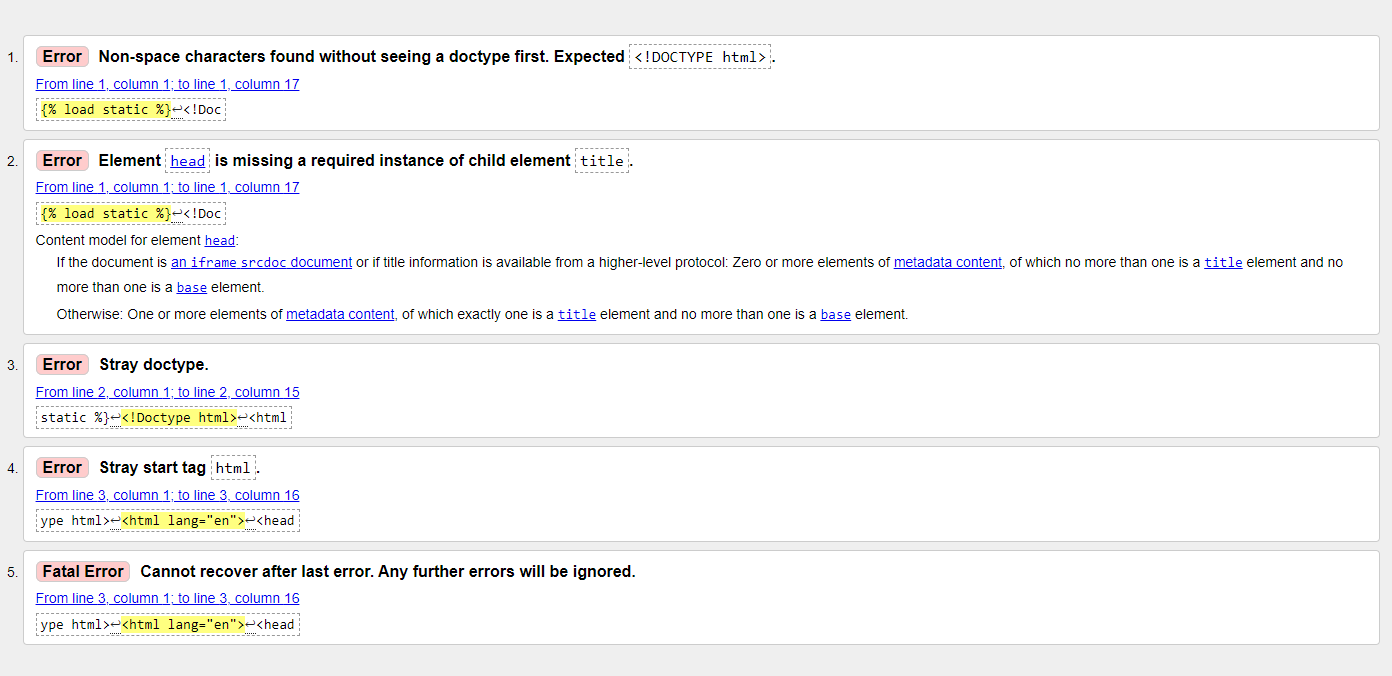 1. Error Non-space characters found without seeing a doctype first. Expected <!DOCTYPE html>.
From line 1, column 1; to line 1, column 17
{% load static %}↩<!Doc
2. Error Element head is missing a required instance of child element title.
From line 1, column 1; to line 1, column 17
{% load static %}↩<!Doc
Content model for element head:
If the document is an iframe srcdoc document or if title information is available from a higher-level protocol: Zero or more elements of metadata content, of which no more than one is a title element and no
more than one is a base element.
Otherwise: One or more elements of metadata content, of which exactly one is a title element and no more than one is a base element.
3. Error Stray doctype.
From line 2, column 1; to line 2, column 15
static %}↩<!Doctype html>↩<html
4. Error Stray start tag html.
From line 3, column 1; to line 3, column 16
ype html>↩<html lang="en">↩<head
5. Fatal Error Cannot recover after last error. Any further errors will be ignored.
From line 3, column 1; to line 3, column 16
ype html>↩<html lang="en">↩<head